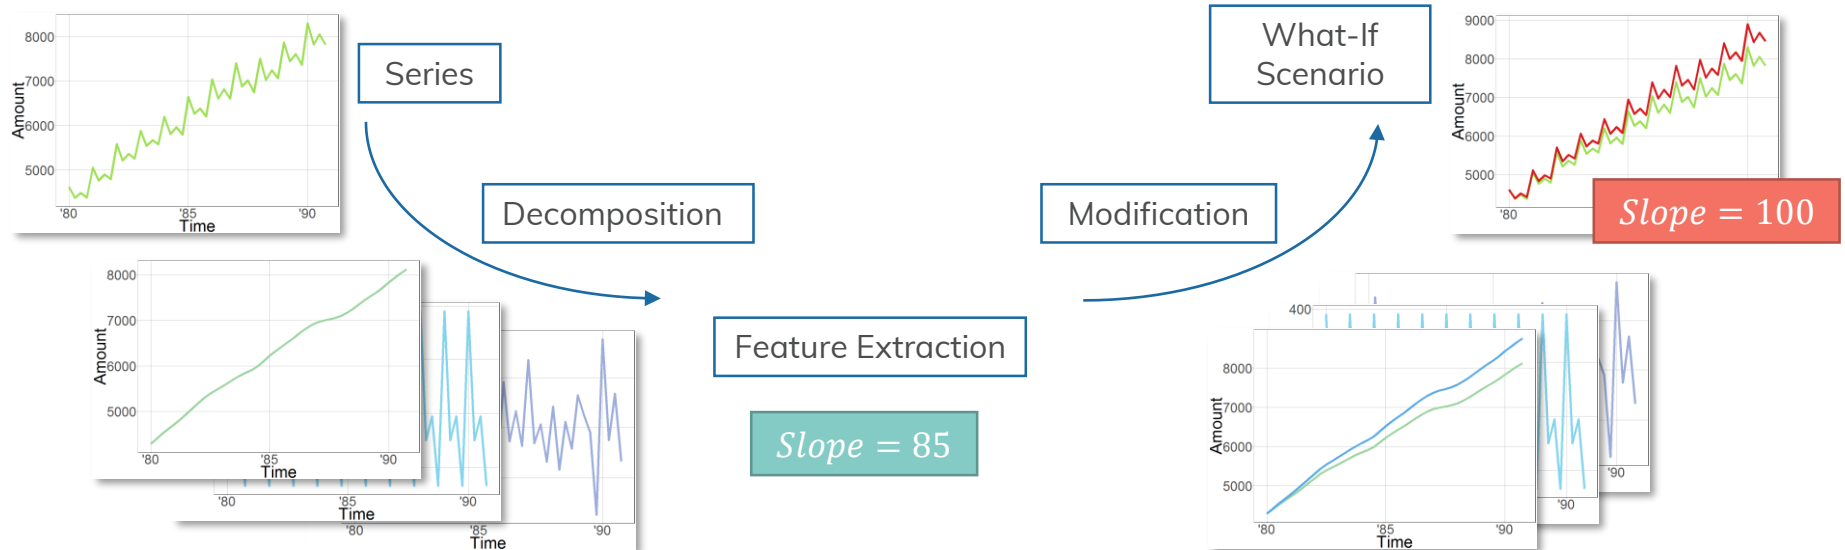 8000
7000
6000
5000
Amount
'80
'85
'90
Time
Series
Decomposition
8000
7000
6000
5000
Amount
'80
'85
'90
Time
'80
'85
'90
Time
'80
'85
'90
Time
Feature Extraction
Slope = 85
Modification
What-If
Scenario
9000
8000
7000
6000
5000
Amount
'80
Slope = 100
400
'90
'90
8000
7000
6000
5000
Amount
'80
'85
'90
Time